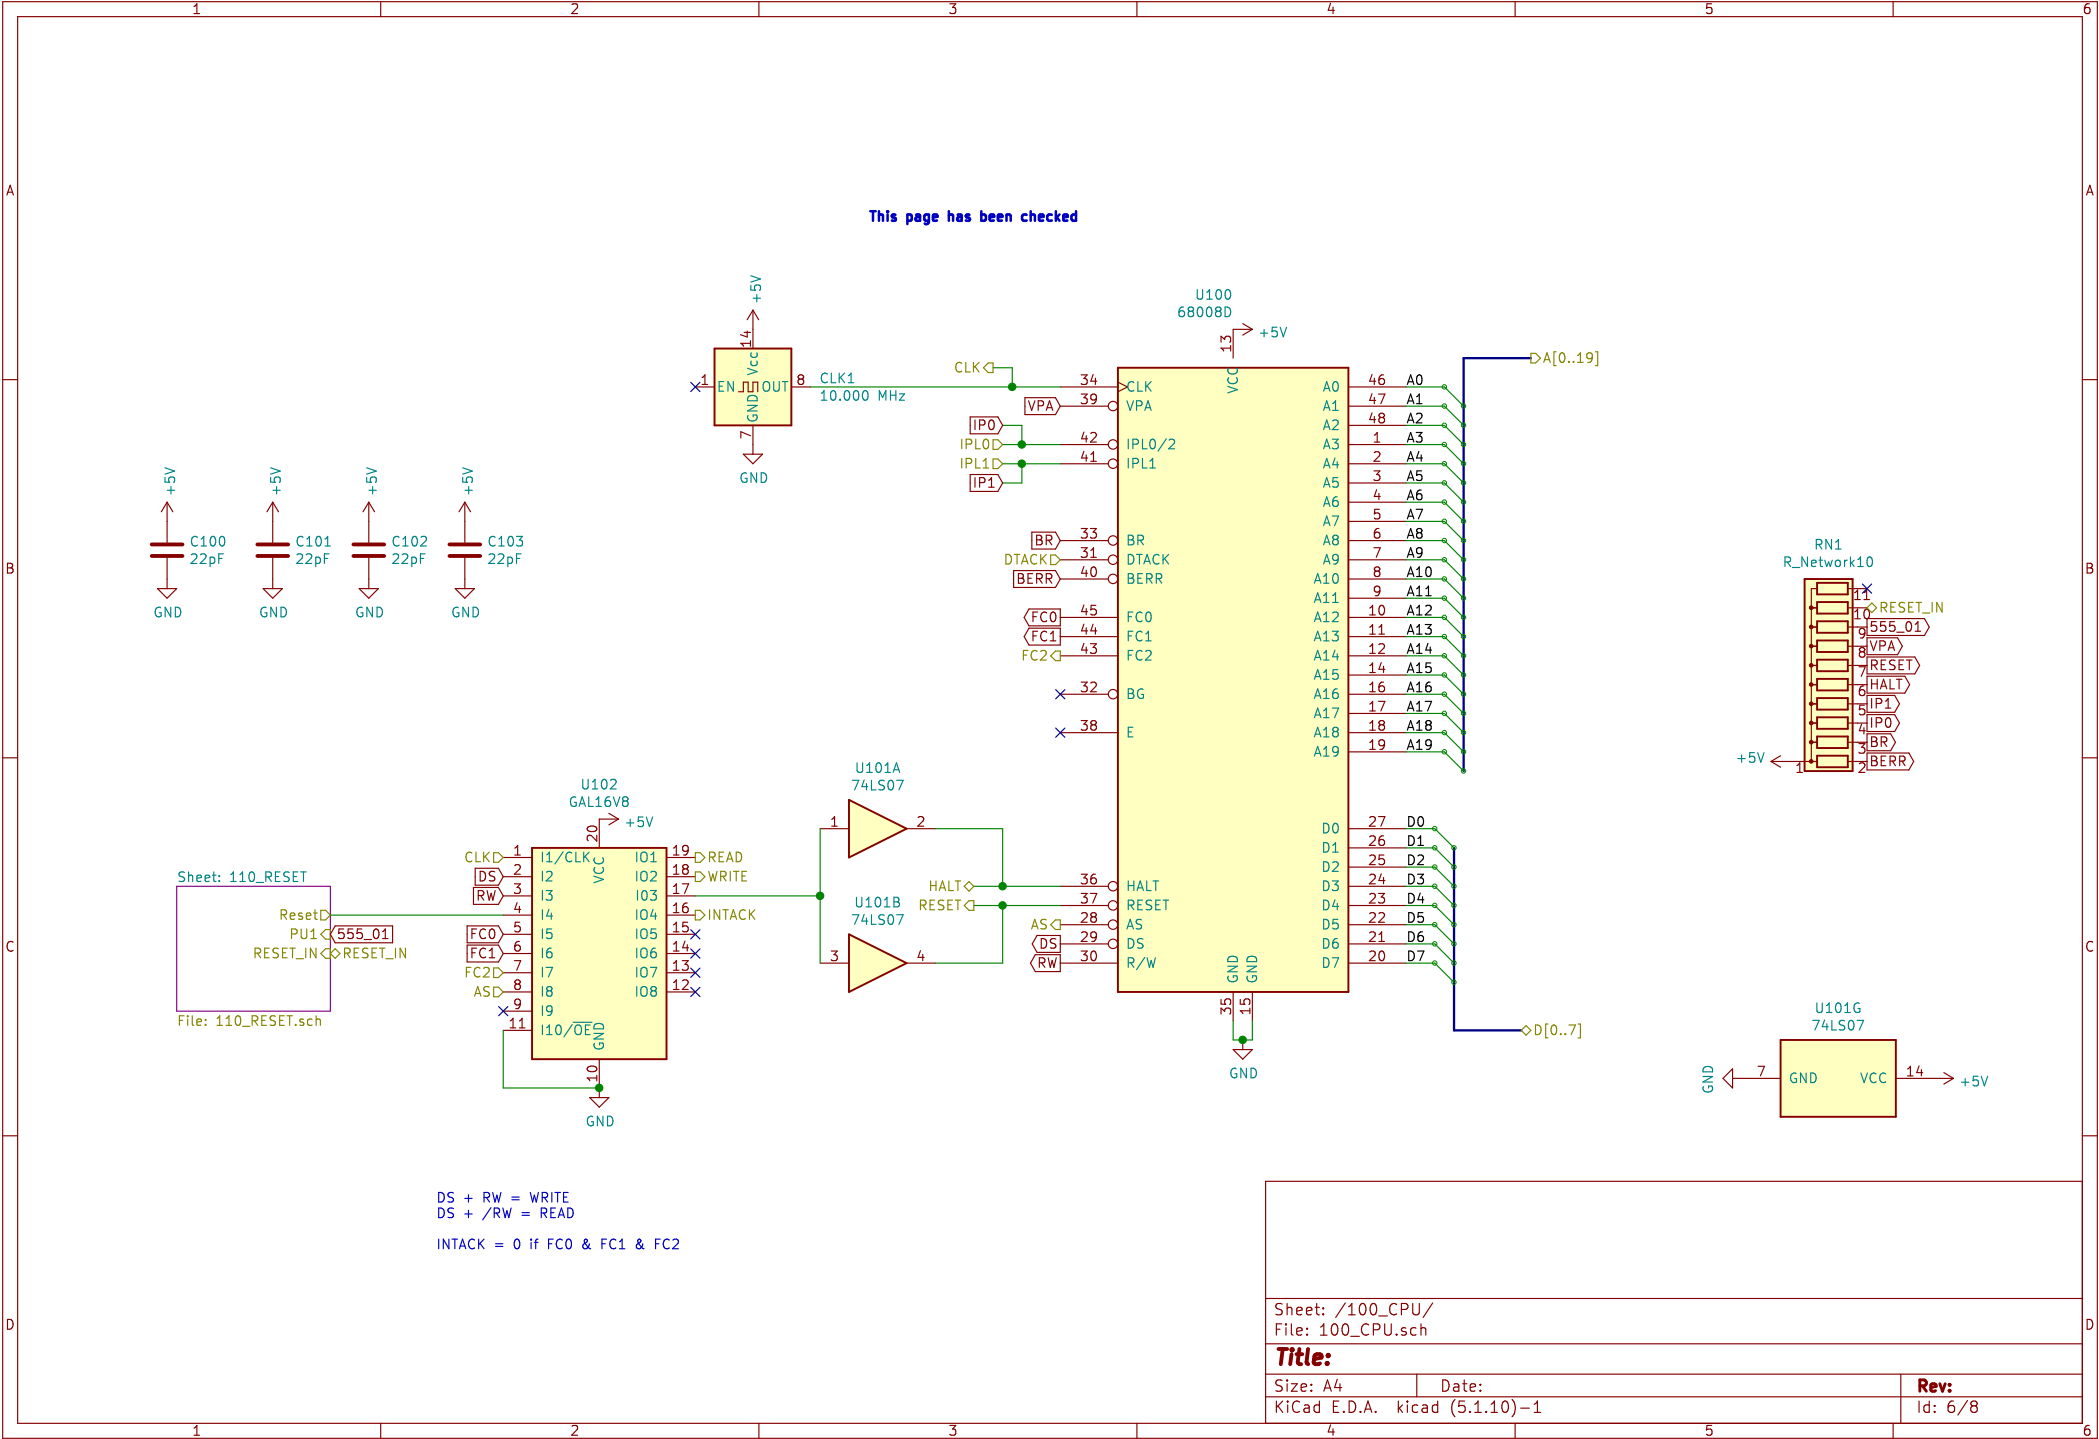 1 2 3 4 5 6
A
B
C
D
A
B
C
D
This page has been checked
+5V
14
Vcc
1
EN
OUT
8
GND
7
GND
CLK1
10.000 MHz
+5V
C100
22pF
GND
+5V
C101
22pF
GND
+5V
C102
22pF
GND
+5V
C103
22pF
GND
U100
68008D
13
+5V
VCC
CLK
34 CLK
VPA 39 VPA
IP0
IPL0 42 IPL0/2
IPL1 41 IPL1
IP1
BR 33 BR
DTACK 31 DTACK
BERR 40 BERR
FC0 45 FC0
FC1 44 FC1
FC2 43 FC2
32 BG
38 E
HALT 36 HALT
RESET 37 RESET
AS 28 AS
DS 29 DS
RW 30 R/W
GND GND
35 15
GND
A0 46 A0
A1 47 A1
A2 48 A2
A3 1 A3
A4 2 A4
A5 3 A5
A6 4 A6
A7 5 A7
A8 6 A8
A9 7 A9
A10 8 A10
A11 9 A11
A12 10 A12
A13 11 A13
A14 12 A14
A15 14 A15
A16 16 A16
A17 17 A17
A18 18 A18
A19 19 A19
A[0..19]
D0 27 D0
D1 26 D1
D2 25 D2
D3 24 D3
D4 23 D4
D5 22 D5
D6 21 D6
D7 20 D7
D[0..7]
RN1
R_Network10
11
10 RESET_IN
9 555_01
8 VPA
7 RESET
6 HALT
5 IP1
4 IP0
3 BR
+5V 1 2 BERR
U101A
74LS07
1 2
U101B
74LS07
3 4
U102
GAL16V8
20
+5V
VCC
CLK 1 I1/CLK IO1 19 READ
DS 2 I2 IO2 18 WRITE
RW 3 I3 IO3 17
4 I4 IO4 16 INTACK
FC0 5 I5 IO5 15
FC1 6 I6 IO6 14
FC2 7 I7 IO7 13
AS 8 I8 IO8 12
9 I9
11 I10/OE
GND
10
GND
Sheet: 110_RESET
Reset
PU1 555_01
RESET_IN RESET_IN
File: 110_RESET.sch
U101G
74LS07
GND 7 GND VCC 14 +5V
DS + RW = WRITE
DS + /RW = READ
INTACK = 0 if FC0 & FC1 & FC2
Sheet: /100_CPU/
File: 100_CPU.sch
Title:
Size: A4 Date: Rev:
KiCad E.D.A. kicad (5.1.10)-1 Id: 6/8
1 2 3 4 5 6